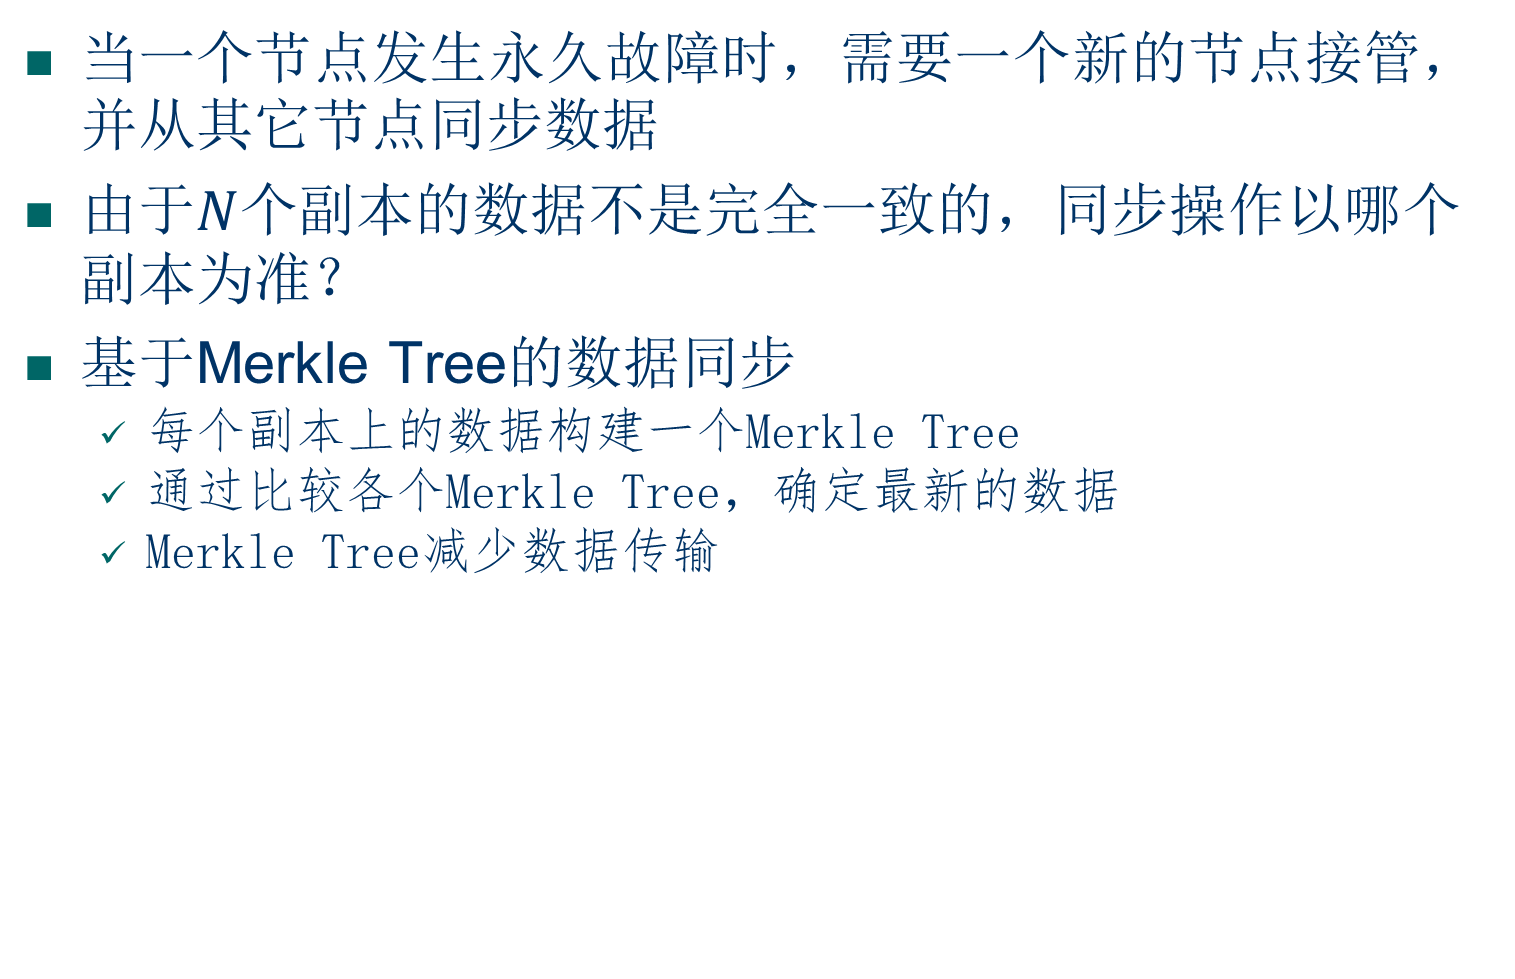 当一个节点发生永久故障时，需要一个新的节点接管，
并从其它节点同步数据
由于N个副本的数据不是完全一致的，同步操作以哪个
副本为准？
基于Merkle Tree的数据同步
每个副本上的数据构建一个Merkle Tree
通过比较各个Merkle Tree，确定最新的数据
Merkle Tree减少数据传输